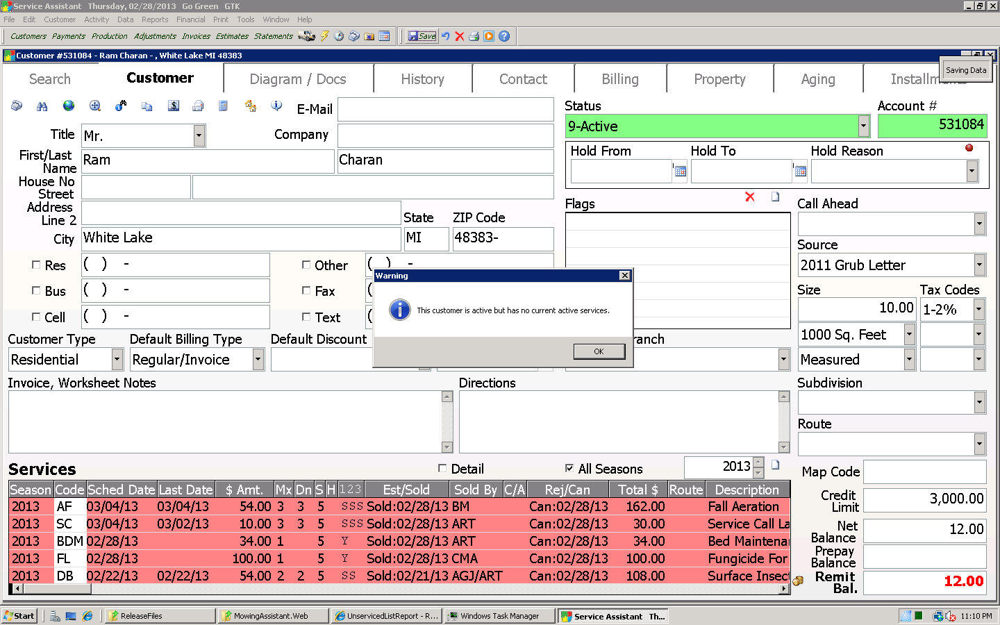 Service Assistant   Thursday, 02/28/2013   Go Green   GTK
File Edit Customer Activity Data Reports Financial Print Tools Window Help
Customers Payments Production Adjustments Invoices Estimates Statements Save
Customer #531084 - Ram Charan - , White Lake MI 48383
Search Customer Diagram / Docs History Contact Billing Property Aging
Saving Data
E-Mail
Status
Account #
9-Active
531084
Title Mr.
Company
Hold From Hold To Hold Reason
First/Last Name Ram Charan
House No Street
Flags
Call Ahead
Address Line 2
State ZIP Code
City White Lake MI 48383-
Source
2011 Grub Letter
Res ( ) -
Other ( ) -
Bus ( ) -
Fax (
Cell ( ) -
Text (
Size Tax Codes
10.00 1-2%
1000 Sq. Feet
Measured
Warning
This customer is active but has no current active services.
OK
Customer Type Default Billing Type Default Discount
Residential Regular/Invoice
Invoice, Worksheet Notes
Directions
Subdivision
Route
Services
Detail All Seasons 2013
Map Code
Credit Limit 3,000.00
Net Balance 12.00
Prepay Balance
Remit Bal. 12.00
Season Code Sched Date Last Date $ Amt. Mx Dn S H 123 Est/Sold Sold By C/A Rej/Can Total $ Route Description
2013 AF 03/04/13 03/04/13 54.00 3 3 5 SSS Sold:02/28/13 BM Can:02/28/13 162.00 Fall Aeration
2013 SC 03/04/13 03/02/13 10.00 3 3 5 SSS Sold:02/28/13 ART Can:02/28/13 30.00 Service Call La
2013 BDM 02/28/13 34.00 1 5 Y Sold:02/28/13 ART Can:02/28/13 34.00 Bed Maintena
2013 FL 02/28/13 100.00 1 5 Y Sold:02/28/13 CMA Can:02/28/13 100.00 Fungicide For
2013 DB 02/22/13 02/22/13 54.00 2 2 5 SS Sold:02/21/13 AGJ/ART Can:02/28/13 108.00 Surface Insect
Start ReleaseFiles MowingAssistant.Web UnservicedListReport - R... Windows Task Manager Service Assistant Th... 11:10 PM